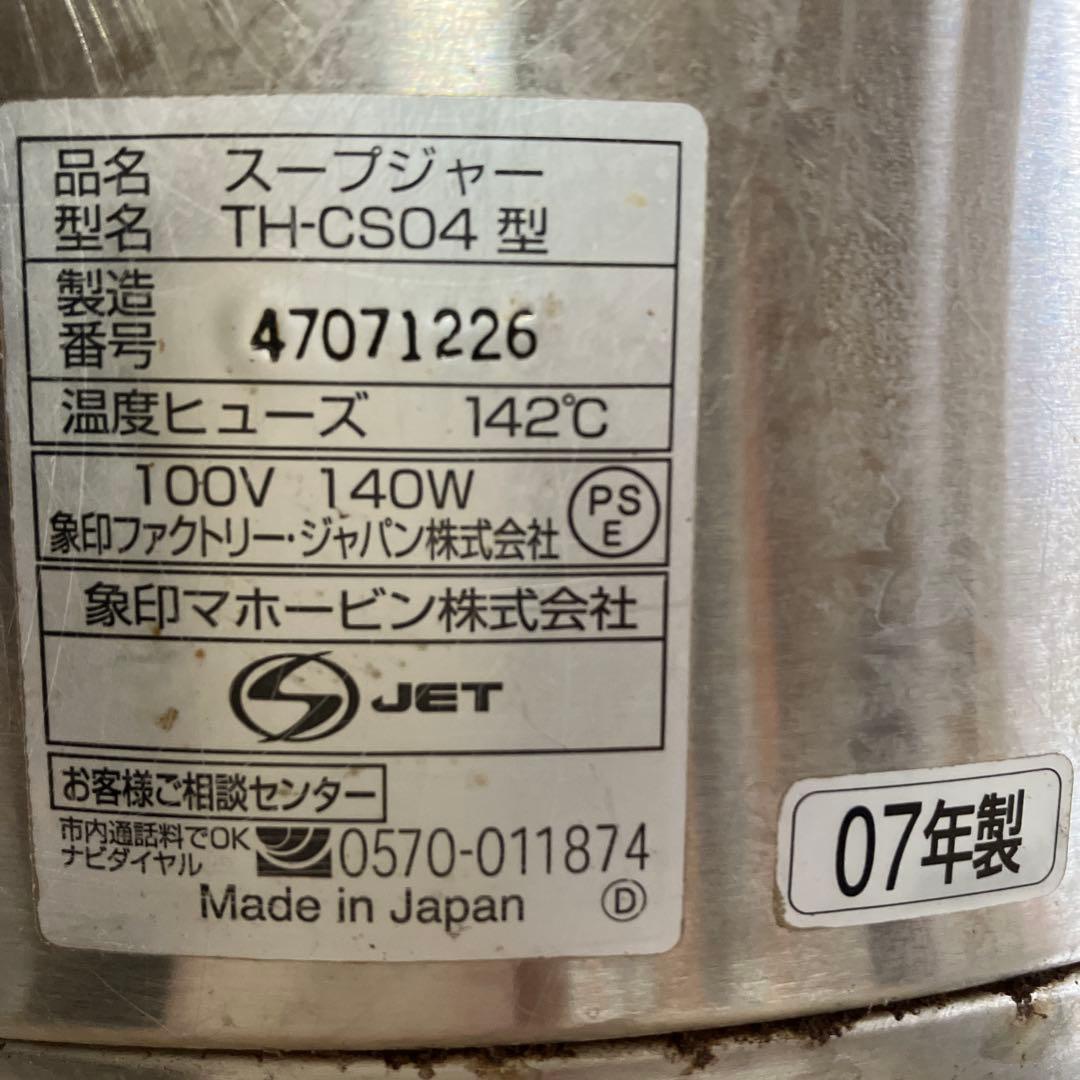 品名 スープジャー
型名 TH-CS04 型
製造
番号 47071226
温度ヒューズ 142℃
100V 140W
象印ファクトリー・ジャパン株式会社
PS
E
象印マホービン株式会社
S JET
お客様ご相談センター
市内通話料でOK
ナビダイヤル 0570-011874
Made in Japan D
07年製